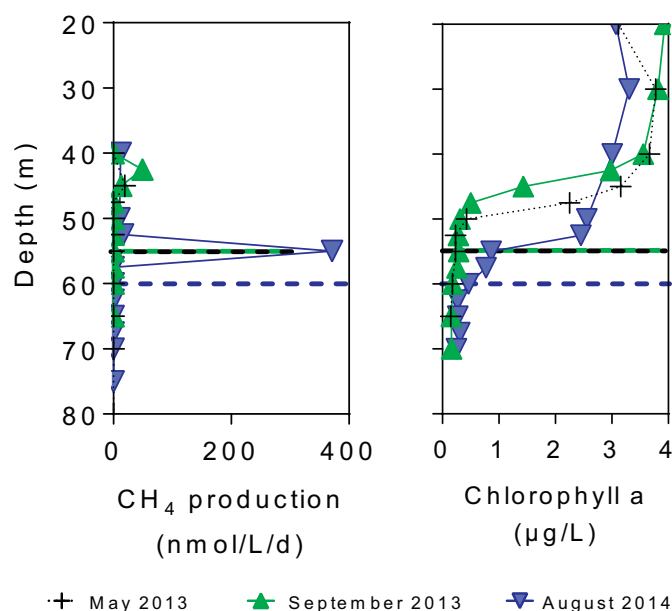 20
30
40
50
60
70
80
Depth (m)
0 200 400
CH₄ production
(nmol/L/d)
0 1 2 3 4
Chlorophyll a
(µg/L)
May 2013 September 2013 August 2014